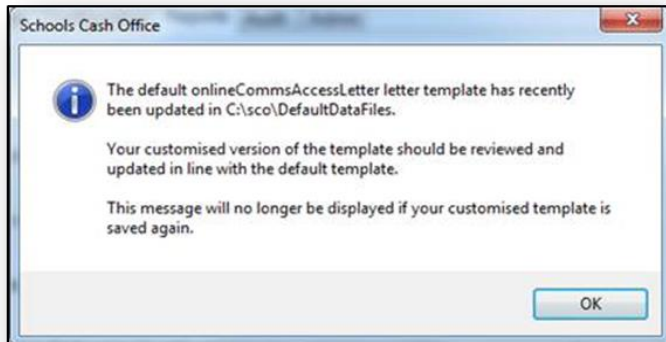 Schools Cash Office
The default onlineCommsAccessLetter letter template has recently
been updated in C:\sco\DefaultDataFiles.
Your customised version of the template should be reviewed and
updated in line with the default template.
This message will no longer be displayed if your customised template is
saved again.
OK